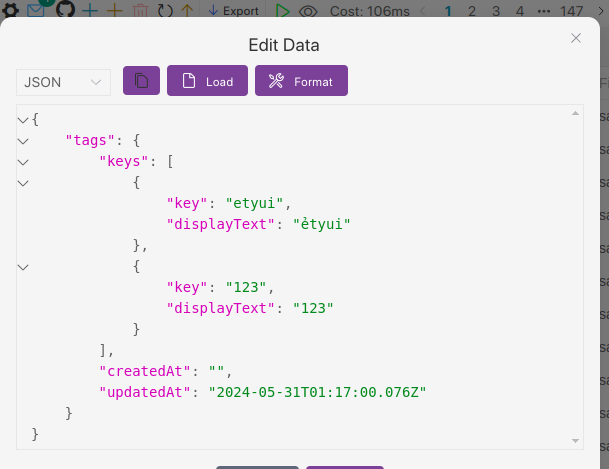 Export Cost: 106ms 1 2 3 4 ••• 147
Edit Data
JSON Load Format
{
"tags": {
"keys": [
{
"key": "etyui",
"displayText": "ẻtyui"
},
{
"key": "123",
"displayText": "123"
}
],
"createdAt": "",
"updatedAt": "2024-05-31T01:17:00.076Z"
}
}